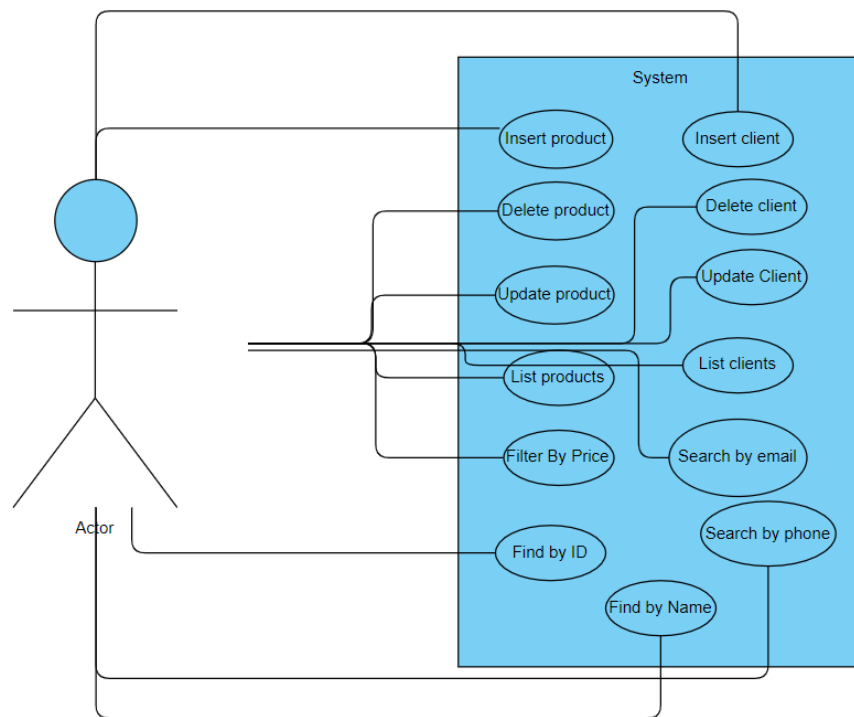 System
Insert product
Insert client
Delete product
Delete client
Update product
Update Client
List products
List clients
Filter By Price
Search by email
Actor
Find by ID
Search by phone
Find by Name